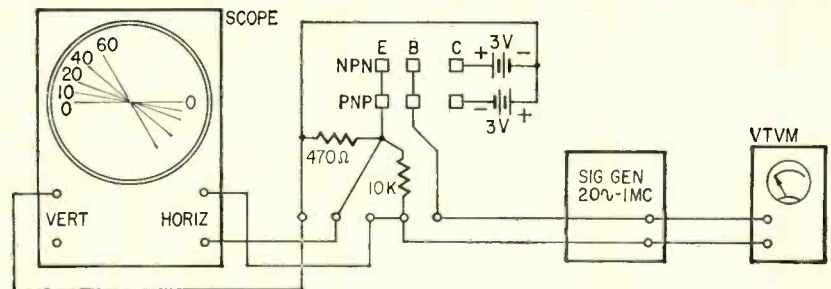 SCOPE
60
40
20
10
0
0
VERT
HORIZ
E B C
NPN
PNP
+ 3V -
- 3V +
470Ω
10K
SIG GEN
20∿-1MC
VTVM